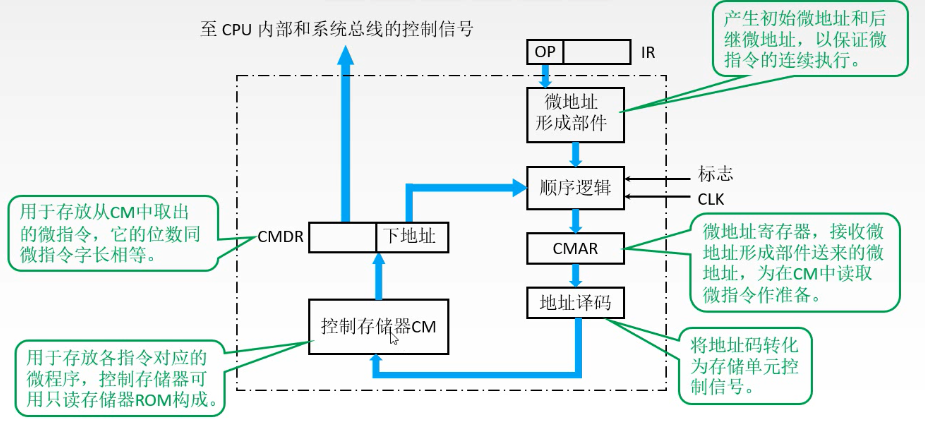 至 CPU 内部和系统总线的控制信号
OP
IR
产生初始微地址和后
继微地址，以保证微
指令的连续执行。
微地址
形成部件
顺序逻辑
标志
CLK
用于存放从CM中取出
的微指令，它的位数同
微指令字长相等。
CMDR
下地址
CMAR
微地址寄存器，接收微
地址形成部件送来的微
地址，为在CM中读取
微指令作准备。
地址译码
控制存储器CM
用于存放各指令对应的
微程序，控制存储器可
用只读存储器ROM构成。
将地址码转化
为存储单元控
制信号。